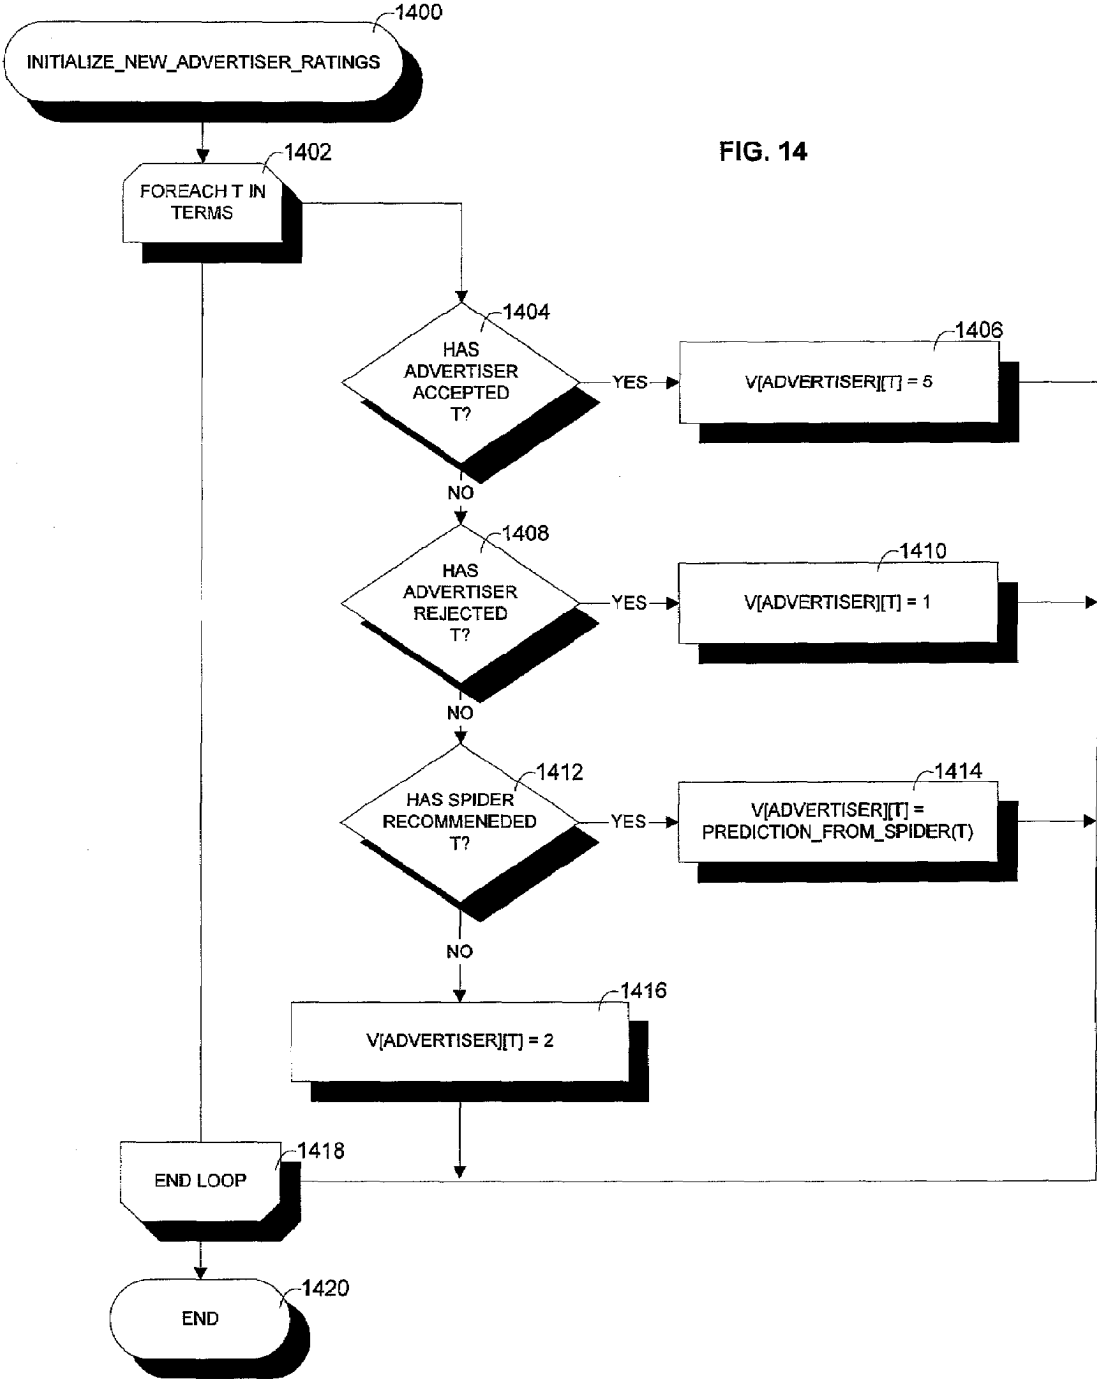 1400
INITIALIZE_NEW_ADVERTISER_RATINGS
FIG. 14
1402
FOREACH T IN
TERMS
1404
HAS
ADVERTISER
ACCEPTED
T?
YES
1406
V[ADVERTISER][T] = 5
NO
1408
HAS
ADVERTISER
REJECTED
T?
YES
1410
V[ADVERTISER][T] = 1
NO
1412
HAS SPIDER
RECOMMENEDED
T?
YES
1414
V[ADVERTISER][T] =
PREDICTION_FROM_SPIDER(T)
NO
1416
V[ADVERTISER][T] = 2
1418
END LOOP
1420
END